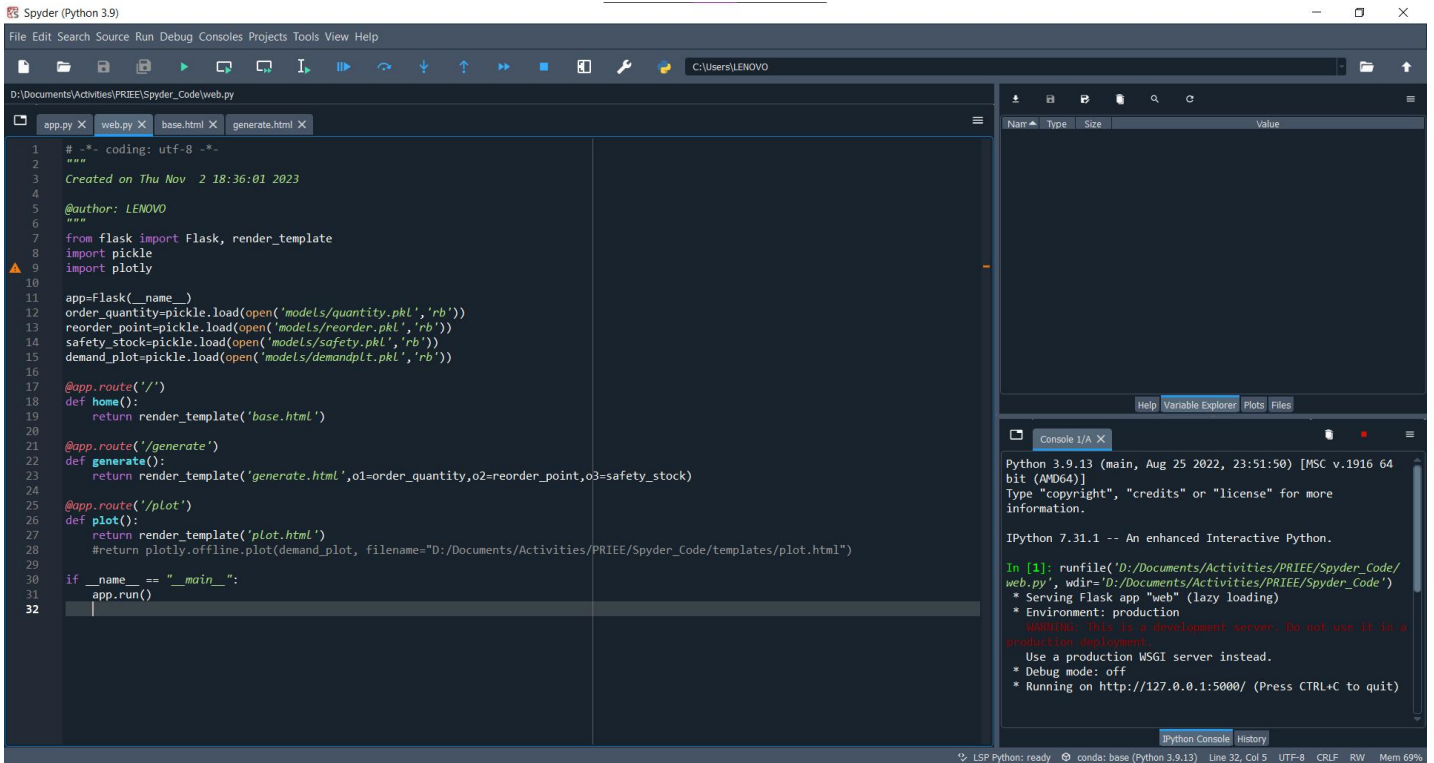 Spyder (Python 3.9)
File Edit Search Source Run Debug Consoles Projects Tools View Help
C:\Users\LENOVO
D:\Documents\Activities\PRIEE\Spyder_Code\web.py
app.py web.py base.html generate.html
1 # -*- coding: utf-8 -*-
2 """
3 Created on Thu Nov  2 18:36:01 2023
4
5 @author: LENOVO
6 """
7 from flask import Flask, render_template
8 import pickle
9 import plotly
10
11 app=Flask(__name__)
12 order_quantity=pickle.load(open('models/quantity.pkl','rb'))
13 reorder_point=pickle.load(open('models/reorder.pkl','rb'))
14 safety_stock=pickle.load(open('models/safety.pkl','rb'))
15 demand_plot=pickle.load(open('models/demandplt.pkl','rb'))
16
17 @app.route('/')
18 def home():
19     return render_template('base.html')
20
21 @app.route('/generate')
22 def generate():
23     return render_template('generate.html',o1=order_quantity,o2=reorder_point,o3=safety_stock)
24
25 @app.route('/plot')
26 def plot():
27     return render_template('plot.html')
28     #return plotly.offline.plot(demand_plot, filename="D:/Documents/Activities/PRIEE/Spyder_Code/templates/plot.html")
29
30 if __name__ == "__main__":
31     app.run()
32
Nam Type Size Value
Help Variable Explorer Plots Files
Console 1/A
Python 3.9.13 (main, Aug 25 2022, 23:51:50) [MSC v.1916 64
bit (AMD64)]
Type "copyright", "credits" or "license" for more
information.
IPython 7.31.1 -- An enhanced Interactive Python.
In [1]: runfile('D:/Documents/Activities/PRIEE/Spyder_Code/
web.py', wdir='D:/Documents/Activities/PRIEE/Spyder_Code')
* Serving Flask app "web" (lazy loading)
* Environment: production
WARNING: This is a development server. Do not use it in a
production deployment.
Use a production WSGI server instead.
* Debug mode: off
* Running on http://127.0.0.1:5000/ (Press CTRL+C to quit)
IPython Console History
LSP Python: ready conda: base (Python 3.9.13) Line 32, Col 5 UTF-8 CRLF RW Mem 69%